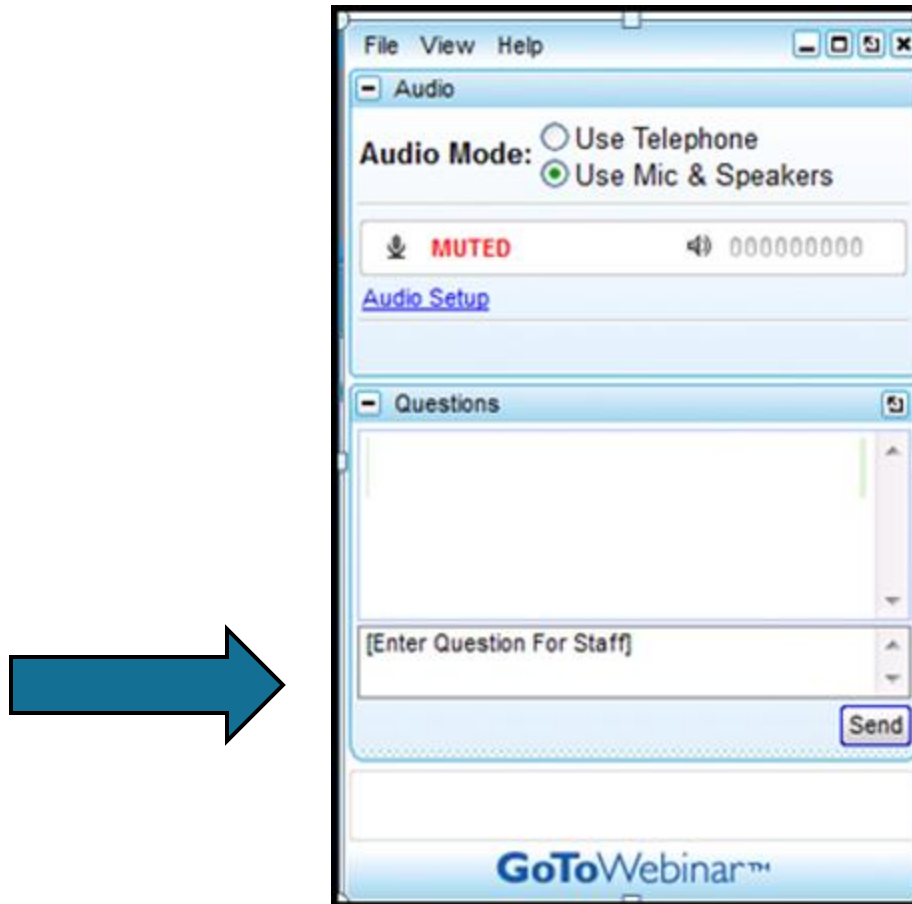 File View Help
Audio
Audio Mode: Use Telephone
Use Mic & Speakers
MUTED 000000000
Audio Setup
Questions
[Enter Question For Staff]
Send
GoToWebinar™